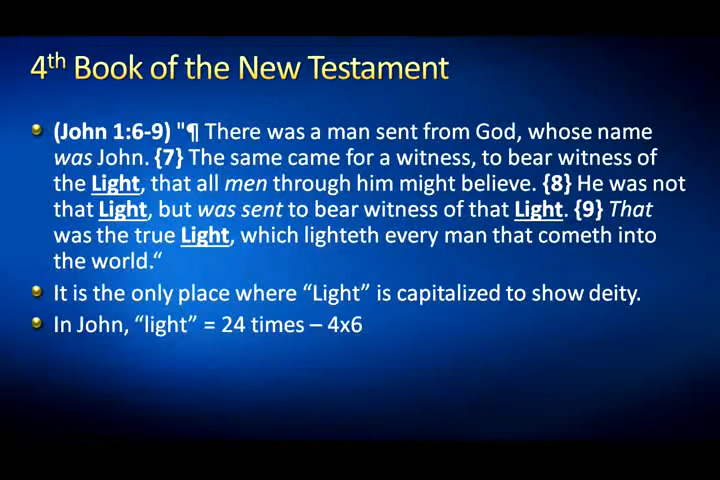 4th Book of the New Testament
(John 1:6-9) "¶ There was a man sent from God, whose name
was John. {7} The same came for a witness, to bear witness of
the Light, that all men through him might believe. {8} He was not
that Light, but was sent to bear witness of that Light. {9} That
was the true Light, which lighteth every man that cometh into
the world.“
It is the only place where “Light” is capitalized to show deity.
In John, “light” = 24 times – 4x6